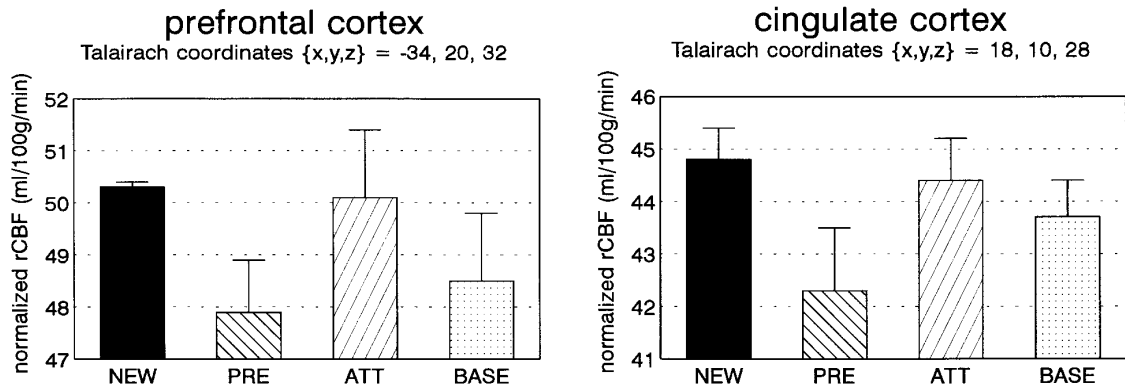 prefrontal cortex
Talairach coordinates {x,y,z} = -34, 20, 32
normalized rCBF (ml/100g/min)
52
51
50
49
48
47
NEW PRE ATT BASE
cingulate cortex
Talairach coordinates {x,y,z} = 18, 10, 28
normalized rCBF (ml/100g/min)
46
45
44
43
42
41
NEW PRE ATT BASE